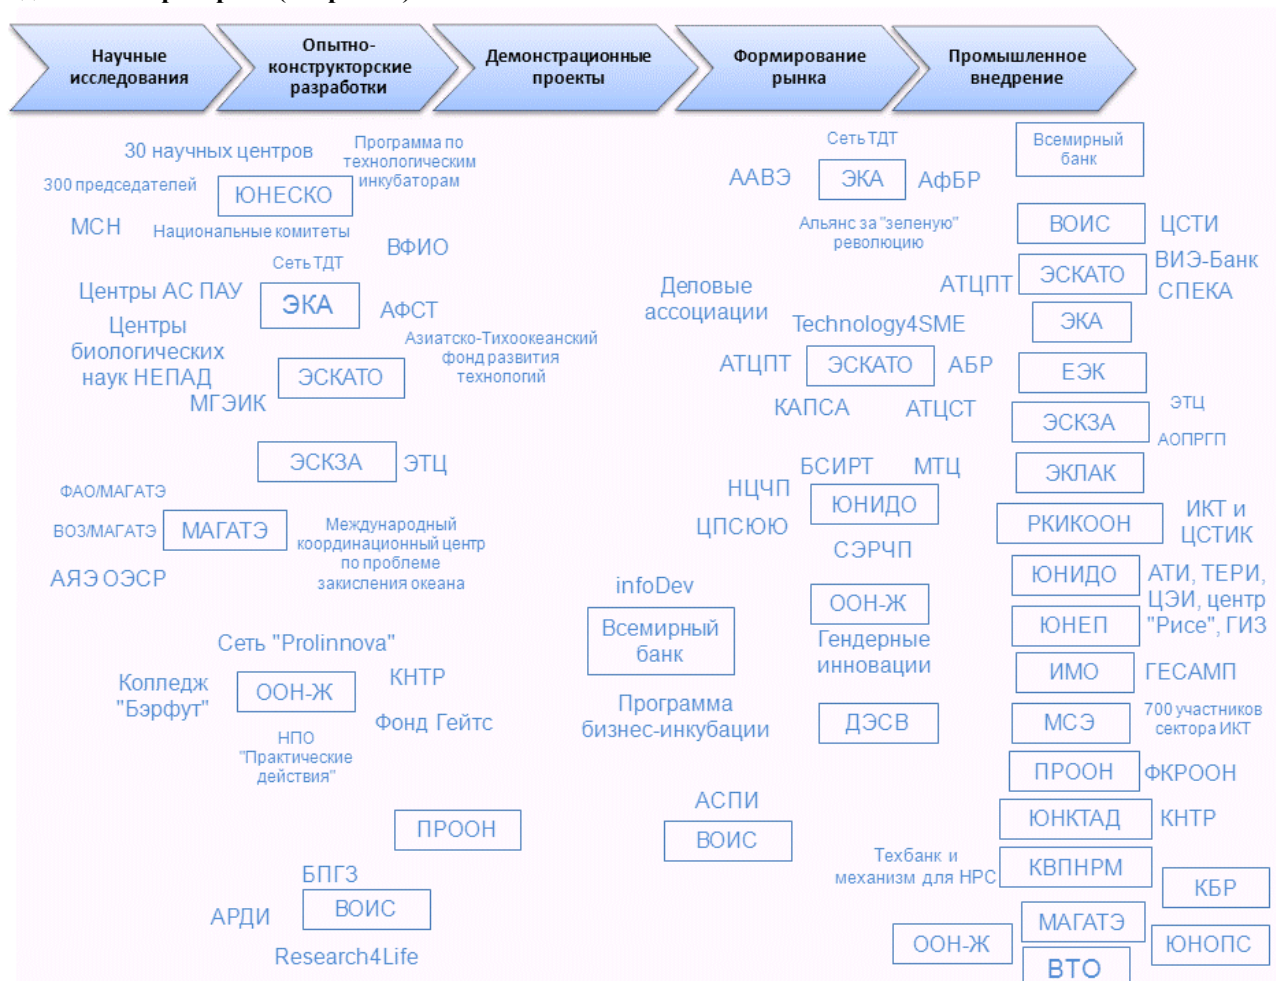 Научные
исследования
Опытно-
конструкторские
разработки
Демонстрационные
проекты
Формирование
рынка
Промышленное
внедрение
30 научных центров
Программа по
технологическим
инкубаторам
300 председателей
ЮНЕСКО
МСН
Национальные комитеты
ВФИО
Сеть ТДТ
Центры АС ПАУ
ЭКА
АФСТ
Центры
биологических
наук НЕПАД
Азиатско-Тихоокеанский
фонд развития
технологий
ЭСКАТО
МГЭИК
ЭСКЗА
ЭТЦ
ФАО/МАГАТЭ
ВОЗ/МАГАТЭ
МАГАТЭ
Международный
координационный центр
по проблеме
закисления океана
АЯЭ ОЭСР
Сеть "Prolinnova"
Колледж
"Бэрфут"
ООН-Ж
КНТР
Фонд Гейтс
НПО
"Практические
действия"
ПРООН
БПГЗ
АРДИ
ВОИС
Research4Life
Сеть ТДТ
ААВЭ
ЭКА
АфБР
Альянс за "зеленую"
революцию
Деловые
ассоциации
Technology4SME
АТЦПТ
ЭСКАТО
АБР
КАПСА
АТЦСТ
БСИРТ
МТЦ
НЦЧП
ЮНИДО
ЦПСЮЮ
СЭРЧП
infoDev
Всемирный
банк
ООН-Ж
Гендерные
инновации
Программа
бизнес-инкубации
ДЭСВ
АСПИ
ВОИС
Всемирный
банк
ВОИС
ЦСТИ
АТЦПТ
ЭСКАТО
ВИЭ-Банк
СПЕКА
ЭКА
ЕЭК
ЭСКЗА
ЭТЦ
АОПРГП
ЭКЛАК
РКИКООН
ИКТ и
ЦСТИК
ЮНИДО
ЮНЕП
АТИ, ТЕРИ,
ЦЭИ, центр
"Рисе", ГИЗ
ИМО
ГЕСАМП
МСЭ
700 участников
сектора ИКТ
ПРООН
ФКРООН
ЮНКТАД
КНТР
Техбанк и
механизм для НРС
КВПНРМ
КБР
МАГАТЭ
ООН-Ж
ЮНОПС
ВТО